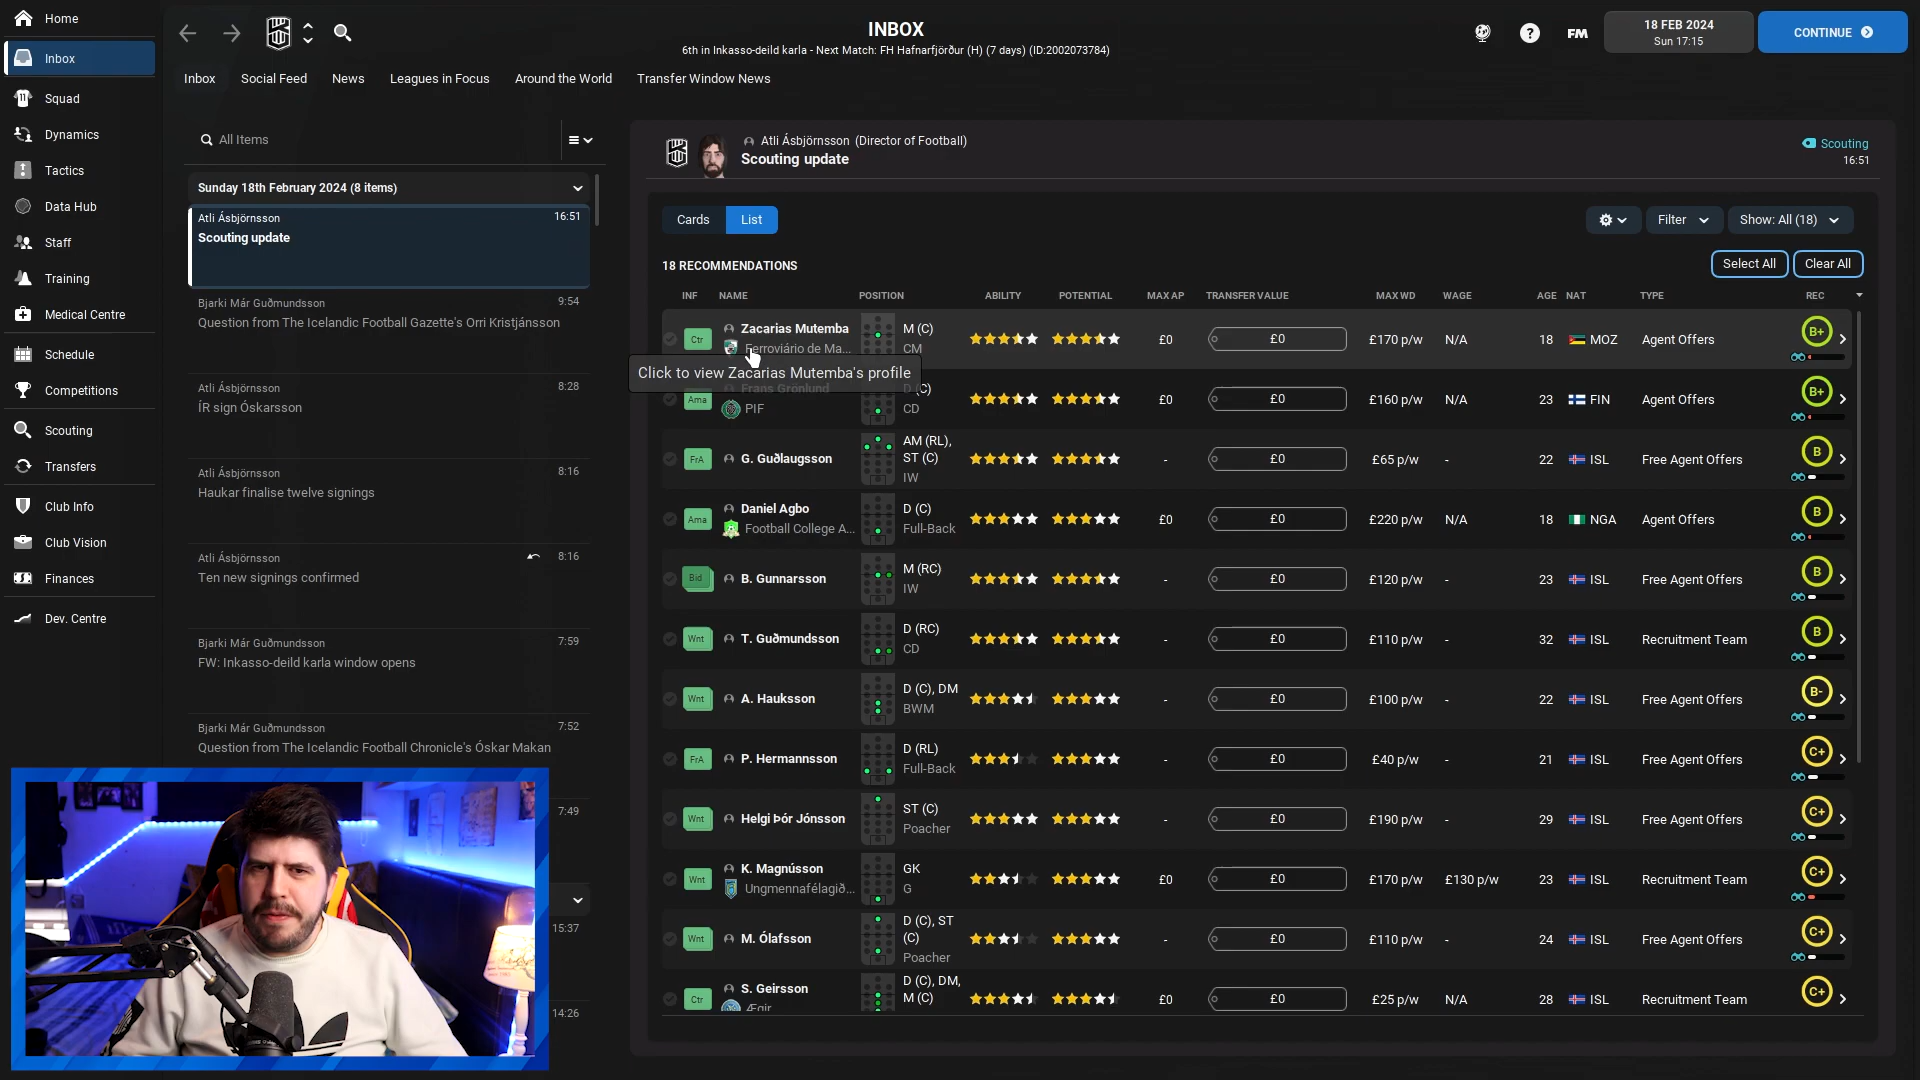 Home
Inbox
Squad
Dynamics
Tactics
Data Hub
Staff
Training
Medical Centre
Schedule
Competitions
Scouting
Transfers
Club Info
Club Vision
Finances
Dev. Centre
INBOX
6th in Inkasso-deild karla - Next Match: FH Hafnarfjörður (H) (7 days) (ID:2002073784)
FM
18 FEB 2024
Sun 17:15
CONTINUE
Inbox Social Feed News Leagues in Focus Around the World Transfer Window News
All Items
Sunday 18th February 2024 (8 items)
Atli Ásbjörnsson 16:51
Scouting update
Bjarki Már Guðmundsson 9:54
Question from The Icelandic Football Gazette's Orri Kristjánsson
Atli Ásbjörnsson 8:28
ÍR sign Óskarsson
Atli Ásbjörnsson 8:16
Haukar finalise twelve signings
Atli Ásbjörnsson 8:16
Ten new signings confirmed
Bjarki Már Guðmundsson 7:59
FW: Inkasso-deild karla window opens
Bjarki Már Guðmundsson 7:52
Question from The Icelandic Football Chronicle's Óskar Makan
7:49
15:37
14:26
Atli Ásbjörnsson (Director of Football)
Scouting update
Scouting
16:51
Cards List
Filter Show: All (18)
18 RECOMMENDATIONS
Select All Clear All
INF NAME POSITION ABILITY POTENTIAL MAX AP TRANSFER VALUE MAX WD WAGE AGE NAT TYPE REC
Ctr Zacarias Mutemba M (C) £0 £0 £170 p/w N/A 18 MOZ Agent Offers B+
Ferroviário de Ma... CM
Click to view Zacarias Mutemba's profile
Ama Frans Grönlund (C) £0 £0 £160 p/w N/A 23 FIN Agent Offers B+
PIF CD
FrA G. Guðlaugsson AM (RL), ST (C) - £0 £65 p/w - 22 ISL Free Agent Offers B
IW
Ama Daniel Agbo D (C) £0 £0 £220 p/w N/A 18 NGA Agent Offers B
Football College A... Full-Back
Bid B. Gunnarsson M (RC) - £0 £120 p/w - 23 ISL Free Agent Offers B
IW
Wnt T. Guðmundsson D (RC) - £0 £110 p/w - 32 ISL Recruitment Team B
CD
Wnt A. Hauksson D (C), DM - £0 £100 p/w - 22 ISL Free Agent Offers B-
BWM
FrA P. Hermannsson D (RL) - £0 £40 p/w - 21 ISL Free Agent Offers C+
Full-Back
Wnt Helgi Þór Jónsson ST (C) - £0 £190 p/w - 29 ISL Free Agent Offers C+
Poacher
Wnt K. Magnússon GK £0 £0 £170 p/w £130 p/w 23 ISL Recruitment Team C+
Ungmennafélagið... G
Wnt M. Ólafsson D (C), ST (C) - £0 £110 p/w - 24 ISL Free Agent Offers C+
Poacher
Ctr S. Geirsson D (C), DM, M (C) £0 £0 £25 p/w N/A 28 ISL Recruitment Team C+
Ægir